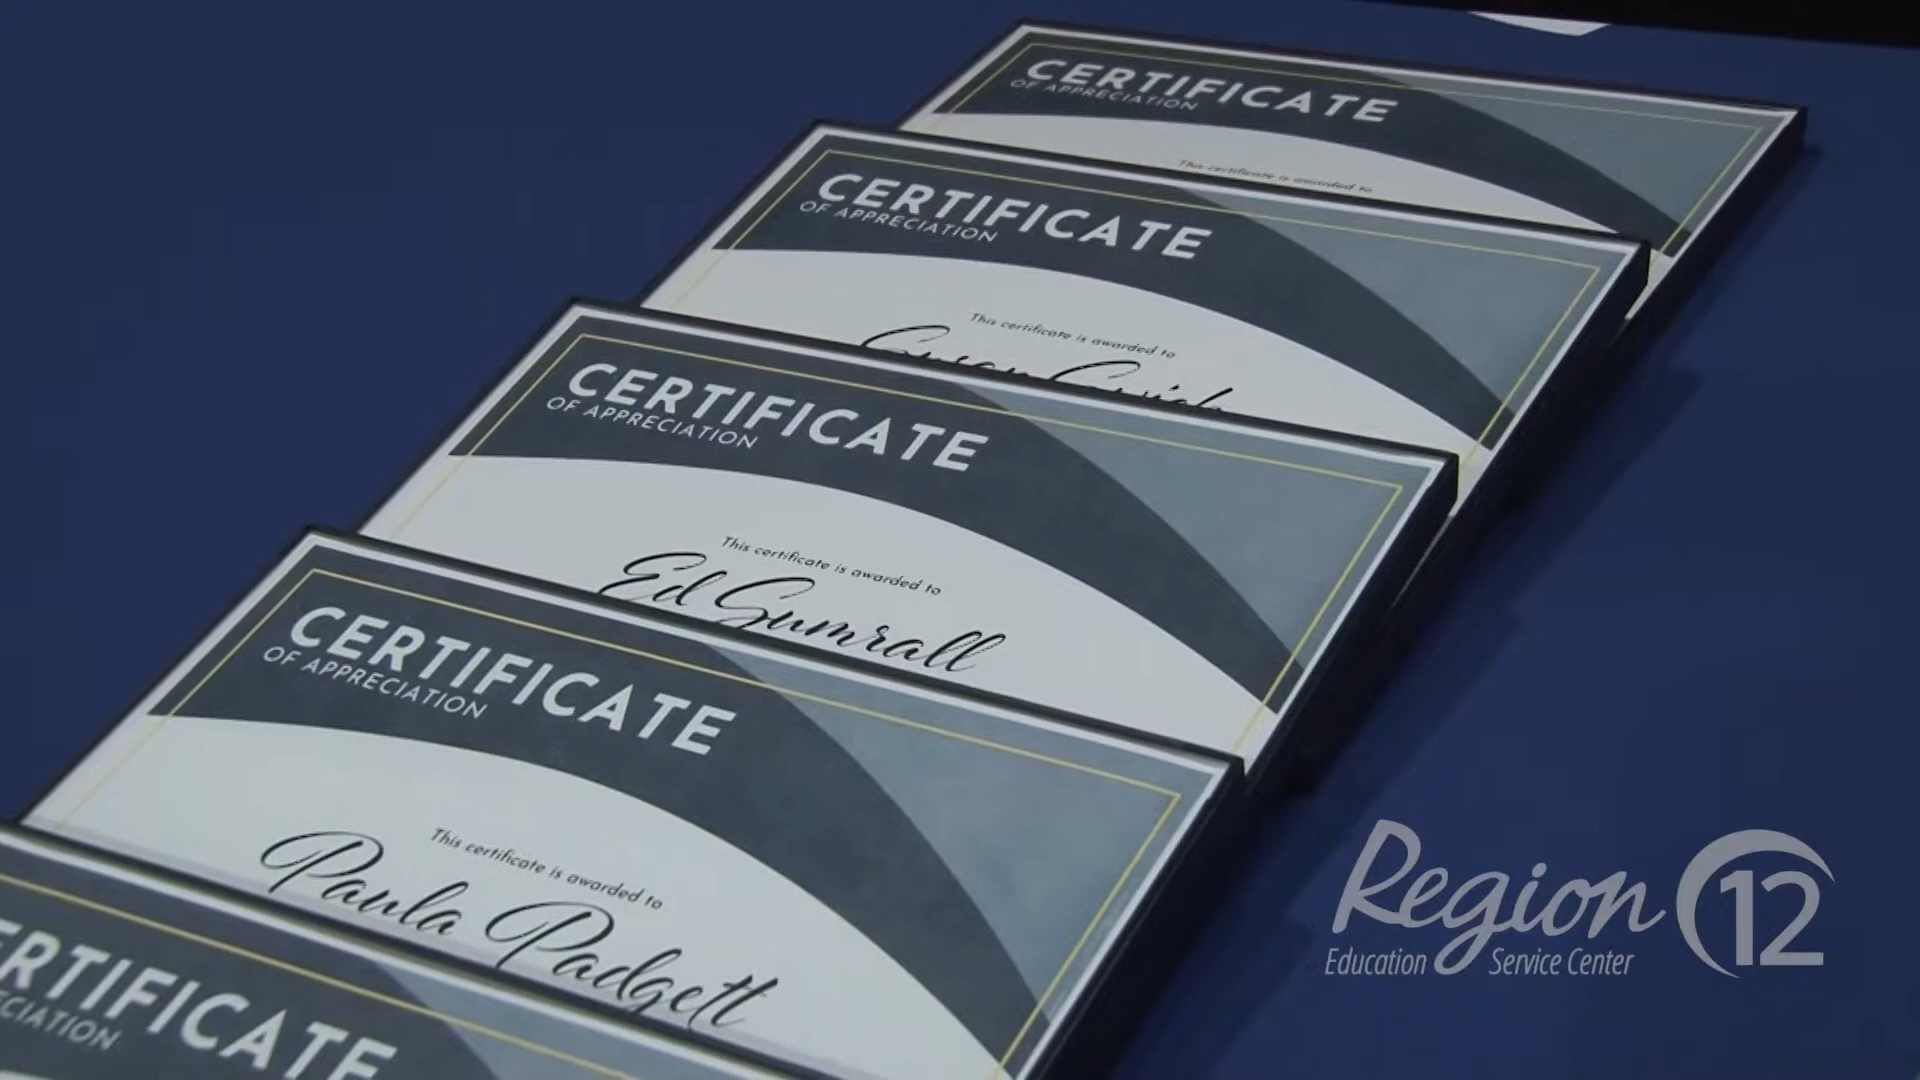 CERTIFICATE
OF APPRECIATION
This certificate is awarded to
CERTIFICATE
OF APPRECIATION
This certificate is awarded to
Susan
CERTIFICATE
OF APPRECIATION
This certificate is awarded to
Ed Sumrall
CERTIFICATE
OF APPRECIATION
This certificate is awarded to
Paula Padgett
ERTIFICATE
CIATION
Region 12
Education Service Center